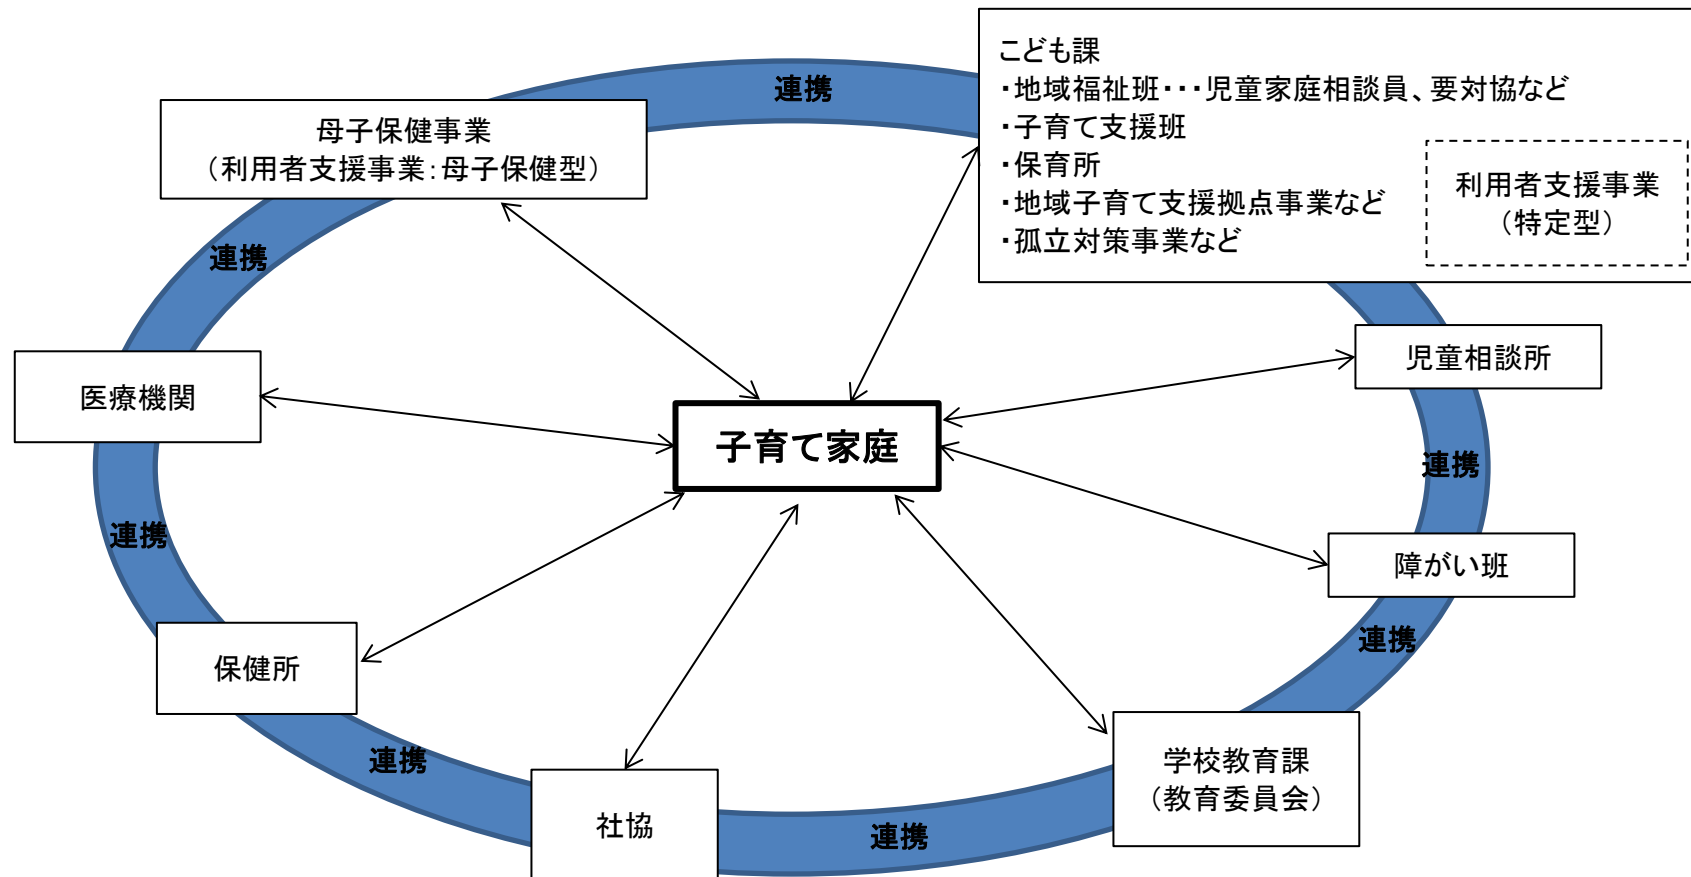 こども課
・地域福祉班・・・児童家庭相談員、要対協など
・子育て支援班
・保育所
・地域子育て支援拠点事業など
・孤立対策事業など
利用者支援事業
（特定型）
連携
母子保健事業
（利用者支援事業：母子保健型）
連携
児童相談所
医療機関
子育て家庭
連携
連携
障がい班
連携
保健所
連携
学校教育課
（教育委員会）
社協
連携